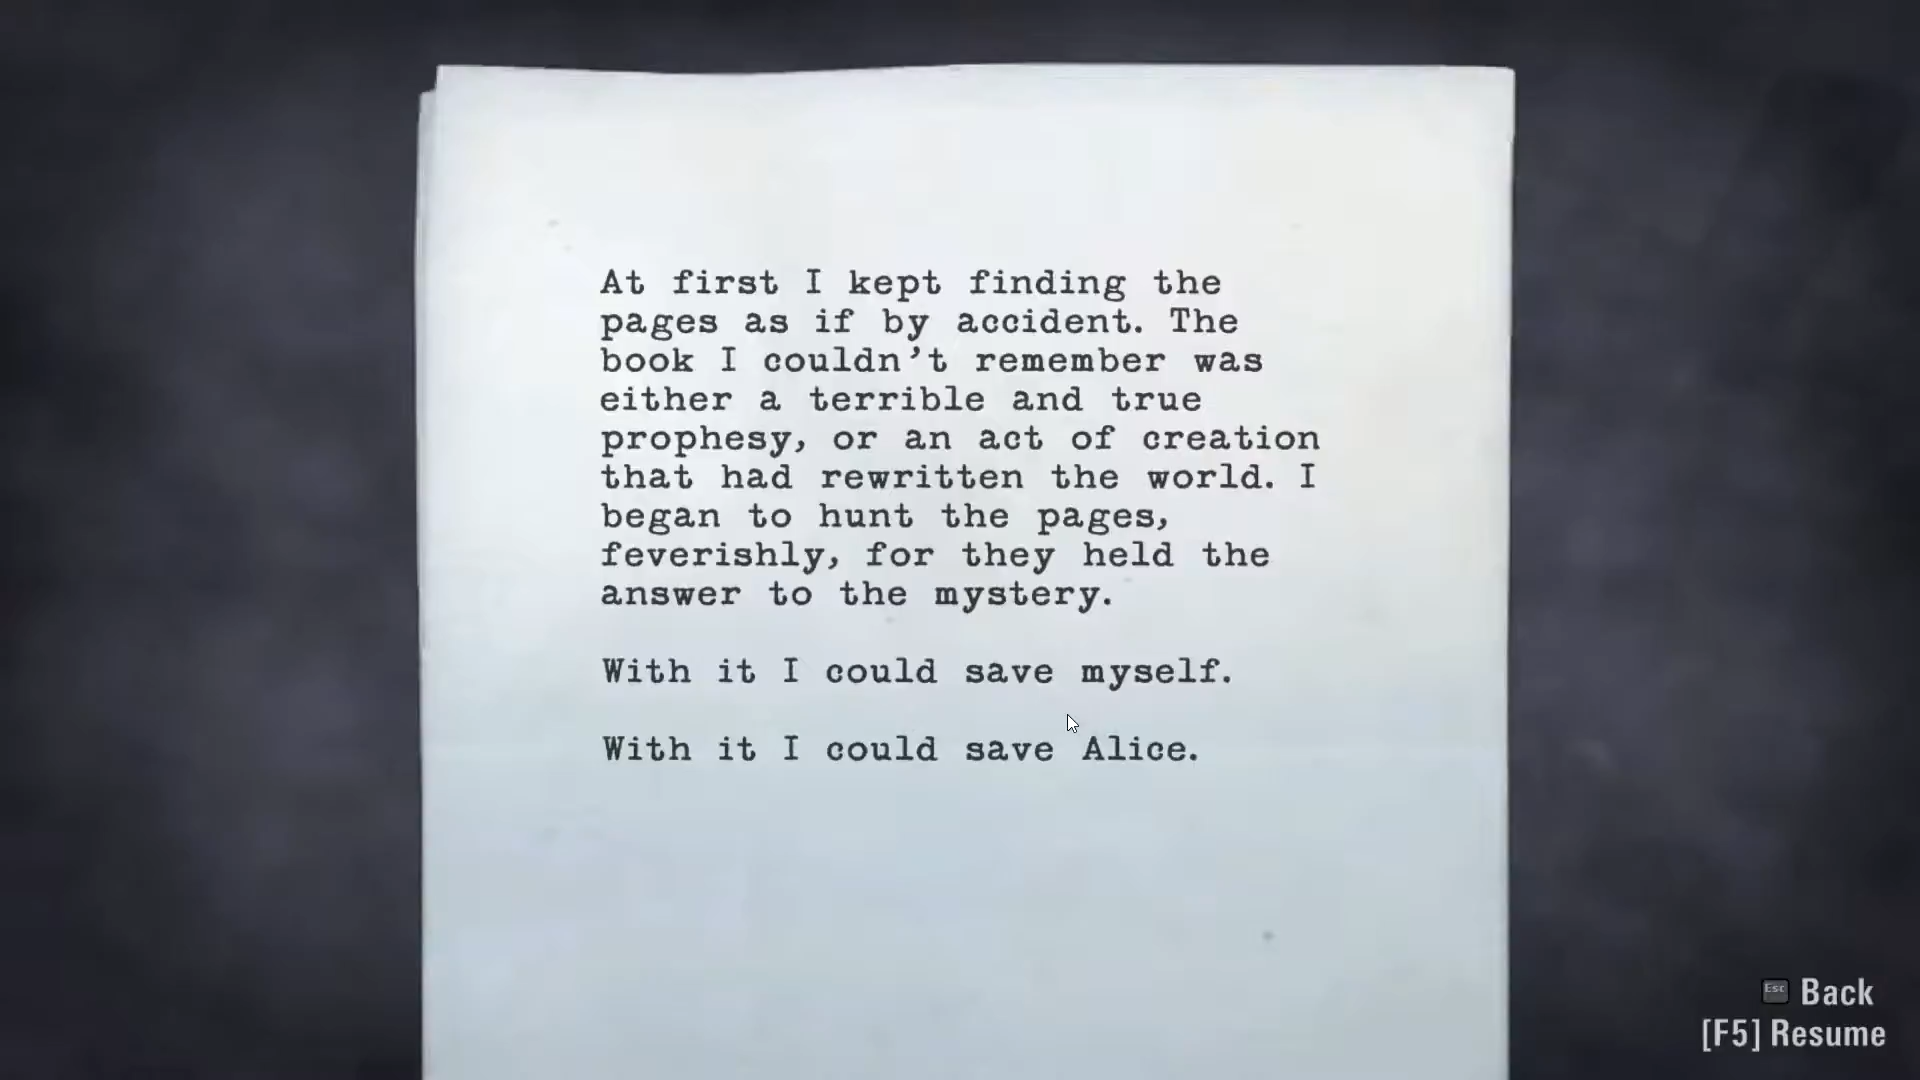 At first I kept finding the
pages as if by accident. The
book I couldn't remember was
either a terrible and true
prophesy, or an act of creation
that had rewritten the world. I
began to hunt the pages,
feverishly, for they held the
answer to the mystery.
With it I could save myself.
With it I could save Alice.
Esc Back
[F5] Resume